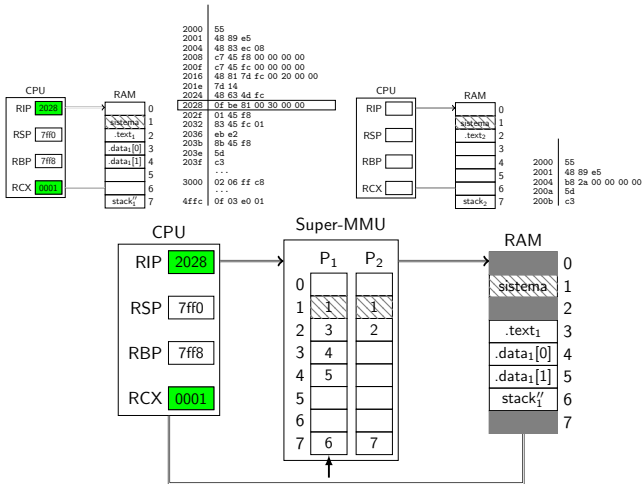 2000 55
2001 48 89 e5
2004 48 83 ec 08
2008 c7 45 f8 00 00 00 00
200f c7 45 fc 00 00 00 00
2016 48 81 7d fc 00 20 00 00
201e 7d 14
2024 48 63 4d fc
2028 0f be 81 00 30 00 00
202f 01 45 f8
2032 83 45 fc 01
2036 eb e2
203b 8b 45 f8
203e 5d
203f c3
...
3000 02 06 ff c8
...
4ffc 0f 03 e0 01
CPU
RIP 2028
RSP 7ff0
RBP 7ff8
RCX 0001
RAM
0
sistema 1
.text₁ 2
.data₁[0] 3
.data₁[1] 4
5
6
stack₁′′ 7
CPU
RIP
RSP
RBP
RCX
RAM
0
sistema 1
.text₂ 2
3
4
5
6
stack₂ 7
2000 55
2001 48 89 e5
2004 b8 2a 00 00 00 00
200a 5d
200b c3
CPU
RIP 2028
RSP 7ff0
RBP 7ff8
RCX 0001
Super-MMU
P₁ P₂
0
1 1 1
2 3 2
3 4
4 5
5
6
7 6 7
RAM
0
sistema 1
2
.text₁ 3
.data₁[0] 4
.data₁[1] 5
stack₁′′ 6
7